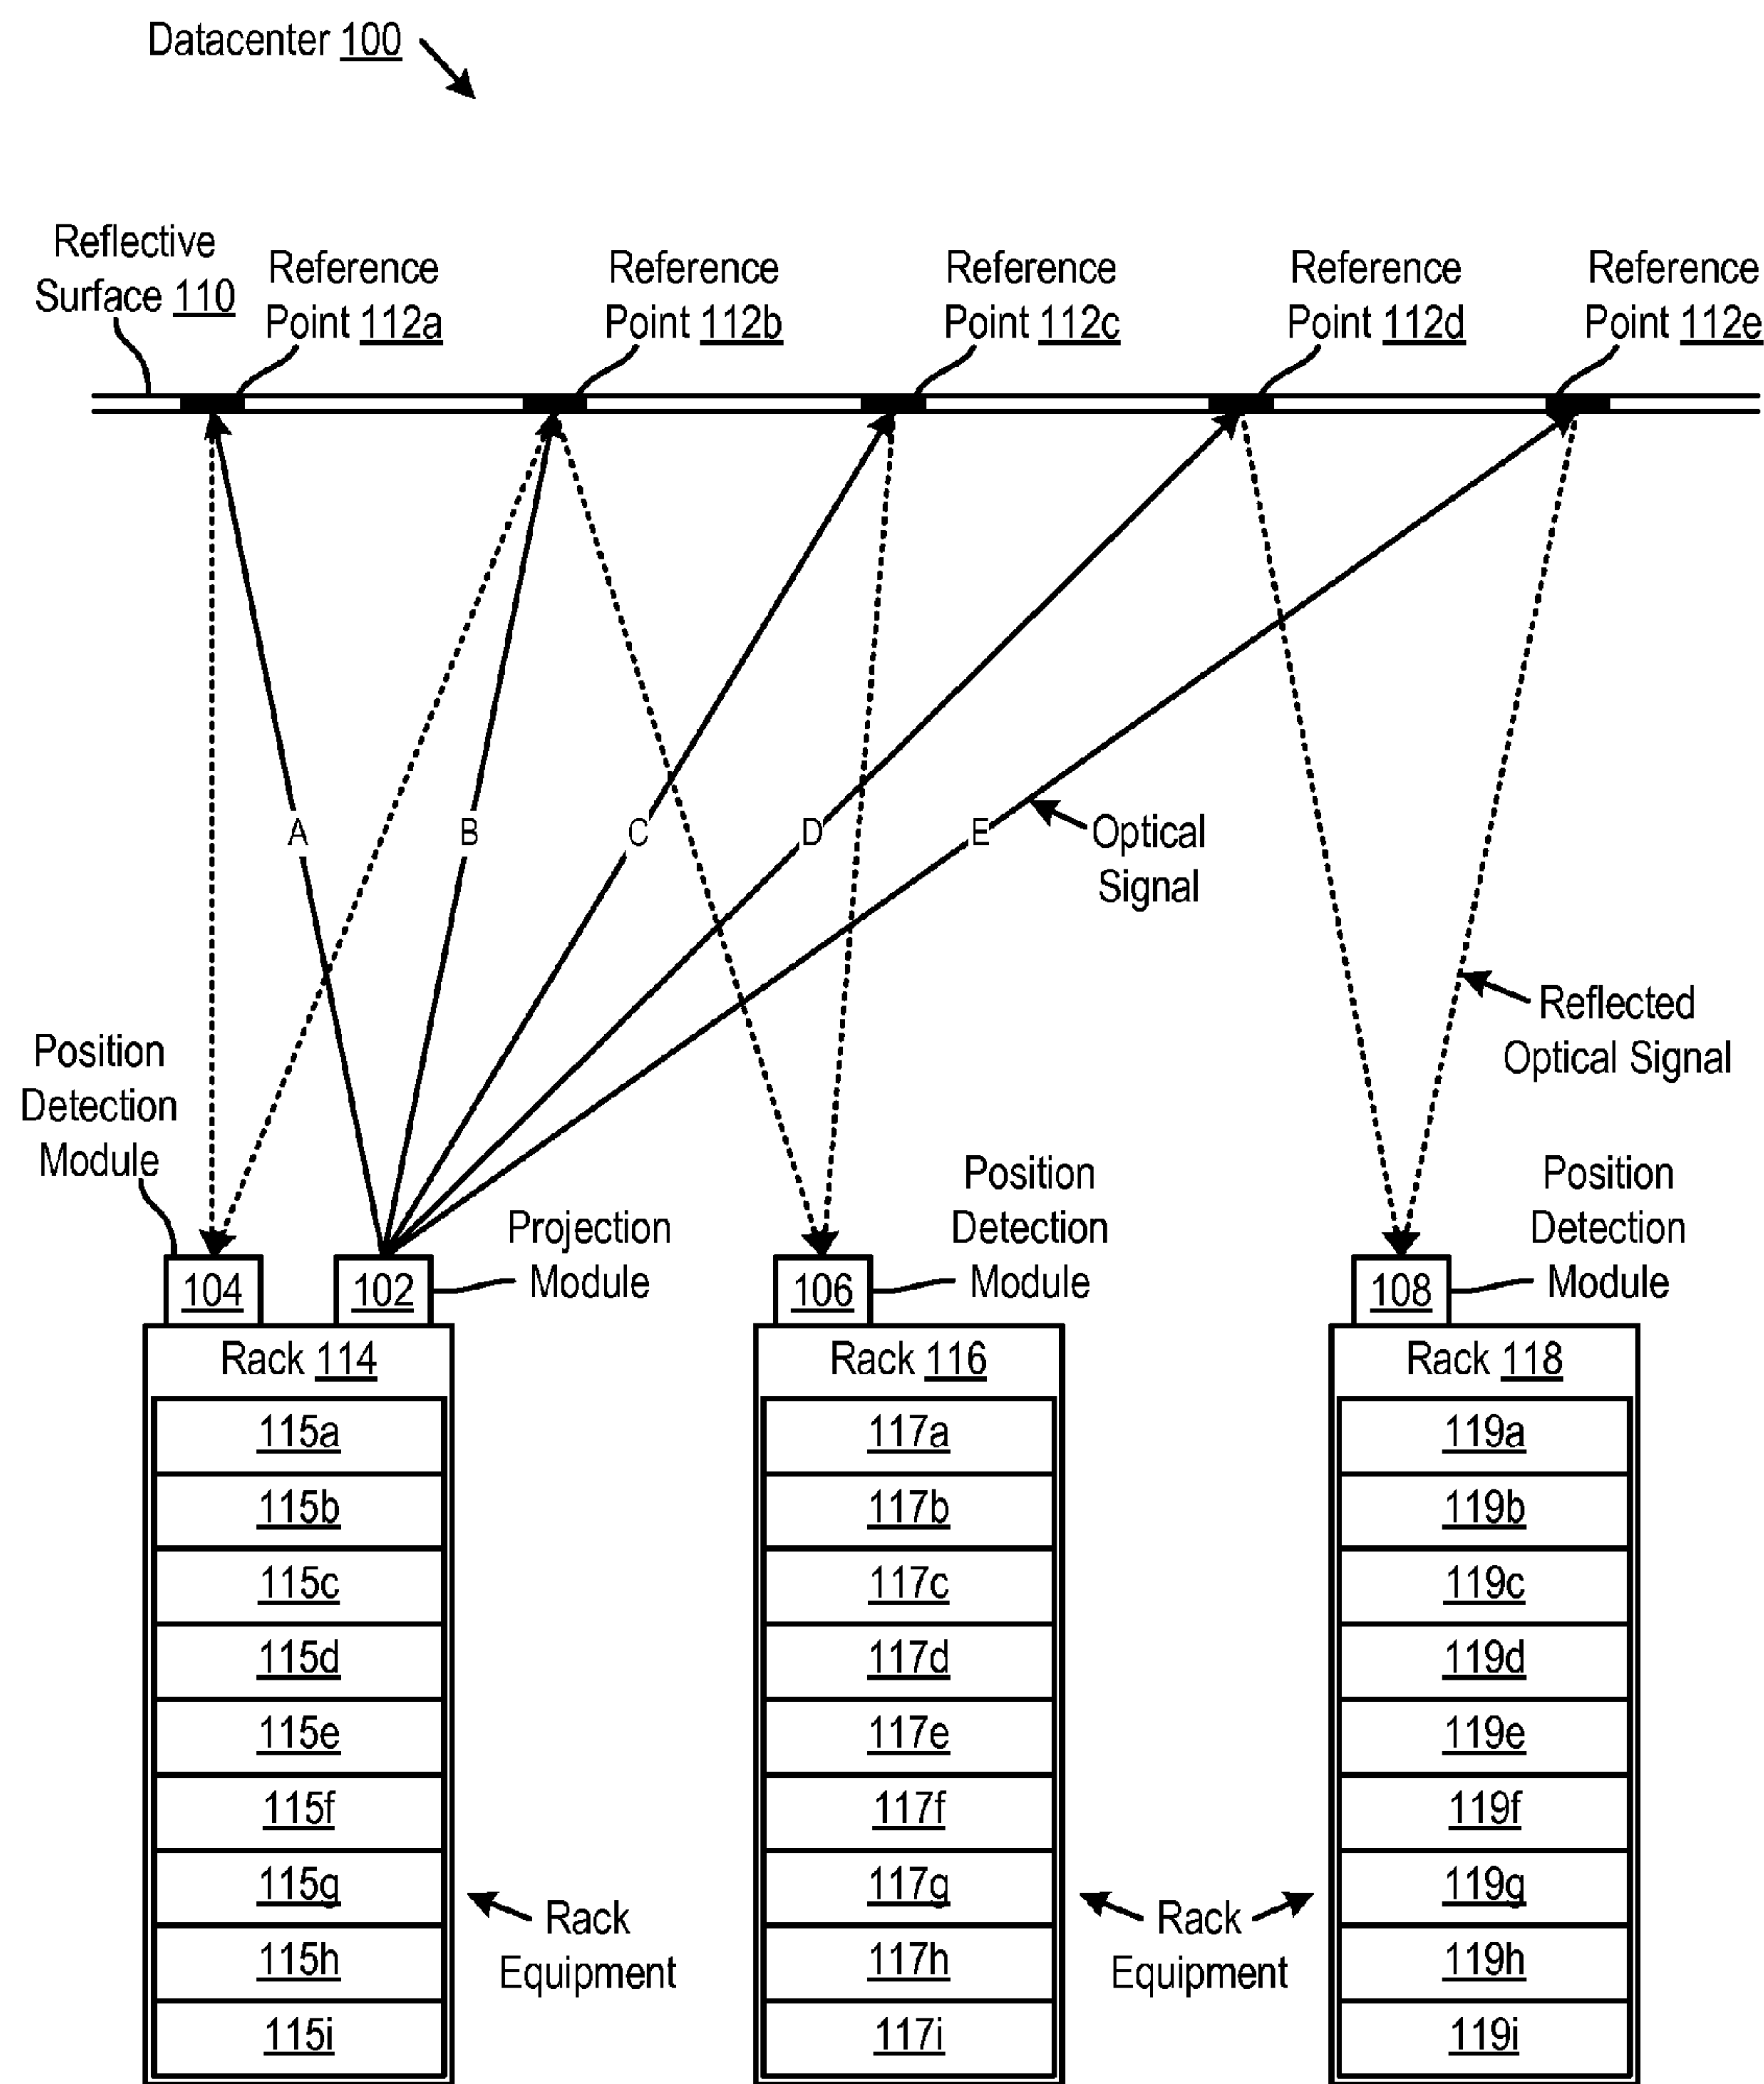 Datacenter 100
Reflective
Surface 110
Reference
Point 112a
Reference
Point 112b
Reference
Point 112c
Reference
Point 112d
Reference
Point 112e
A
B
C
D
E
Optical
Signal
Reflected
Optical Signal
Position
Detection
Module
104
102
Projection
Module
106
Position
Detection
Module
108
Position
Detection
Module
Rack 114
115a
115b
115c
115d
115e
115f
115g
115h
115i
Rack
Equipment
Rack 116
117a
117b
117c
117d
117e
117f
117g
117h
117i
Rack
Equipment
Rack 118
119a
119b
119c
119d
119e
119f
119g
119h
119i